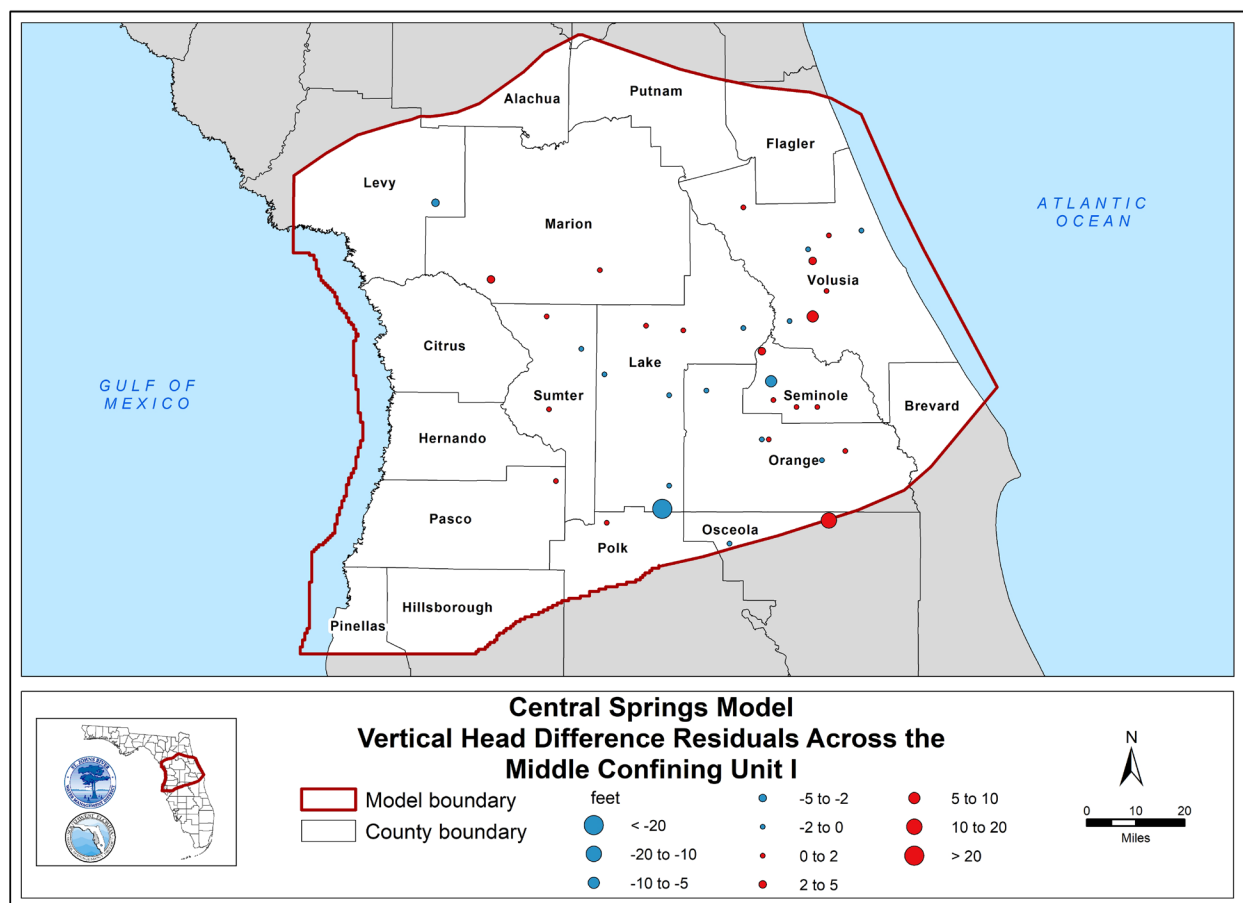 Alachua
Putnam
Flagler
Levy
Marion
ATLANTIC
OCEAN
Volusia
Citrus
Lake
GULF OF
MEXICO
Sumter
Seminole
Brevard
Hernando
Orange
Pasco
Osceola
Polk
Hillsborough
Pinellas
Central Springs Model
Vertical Head Difference Residuals Across the
Middle Confining Unit I
Model boundary
County boundary
feet
< -20
-20 to -10
-10 to -5
-5 to -2
-2 to 0
0 to 2
2 to 5
5 to 10
10 to 20
> 20
N
0 10 20
Miles